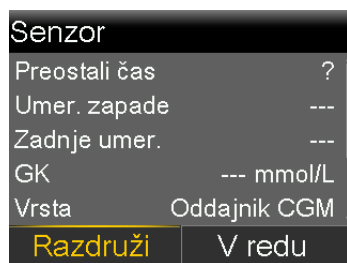 Senzor
Preostali čas ?
Umer. zapade ---
Zadnje umer. ---
GK --- mmol/L
Vrsta Oddajnik CGM
Razdruži V redu